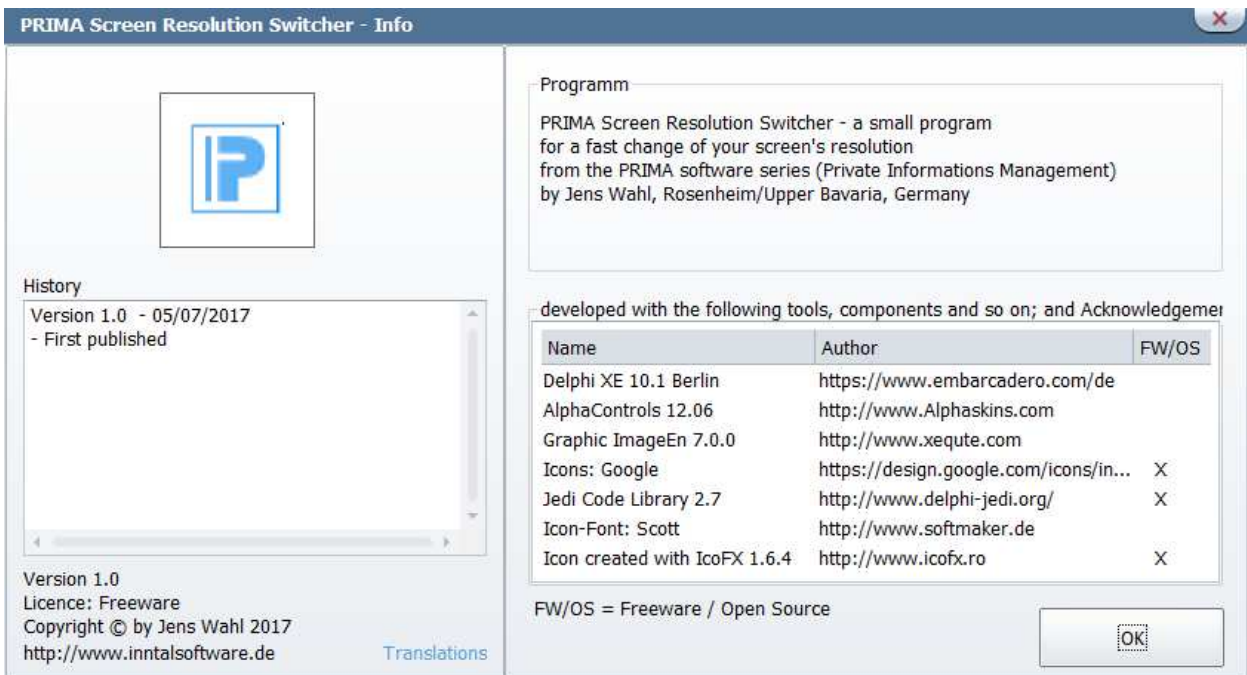 PRIMA Screen Resolution Switcher - Info
P
History
Version 1.0 - 05/07/2017
- First published
Version 1.0
Licence: Freeware
Copyright © by Jens Wahl 2017
http://www.inntalsoftware.de
Translations
Programm
PRIMA Screen Resolution Switcher - a small program
for a fast change of your screen's resolution
from the PRIMA software series (Private Informations Management)
by Jens Wahl, Rosenheim/Upper Bavaria, Germany
developed with the following tools, components and so on; and Acknowledgemer
Name Author FW/OS
Delphi XE 10.1 Berlin https://www.embarcadero.com/de
AlphaControls 12.06 http://www.Alphaskins.com
Graphic ImageEn 7.0.0 http://www.xequte.com
Icons: Google https://design.google.com/icons/in... X
Jedi Code Library 2.7 http://www.delphi-jedi.org/ X
Icon-Font: Scott http://www.softmaker.de
Icon created with IcoFX 1.6.4 http://www.icofx.ro X
FW/OS = Freeware / Open Source
OK